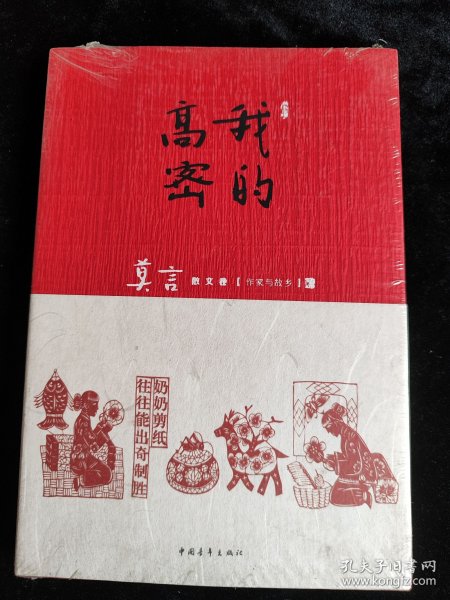 我的
高密
莫言 散文卷【作家与故乡】
奶奶剪纸
往往能出奇制胜
中国青年出版社
孔夫子旧书网
www.kongfz.com